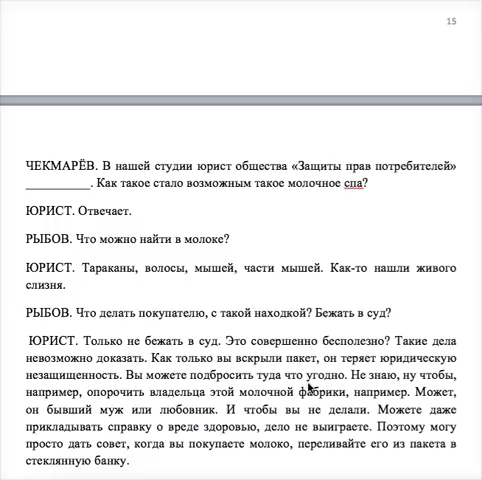 15
ЧЕКМАРЁВ. В нашей студии юрист общества «Защиты прав потребителей»
__________. Как такое стало возможным такое молочное спа?
ЮРИСТ. Отвечает.
РЫБОВ. Что можно найти в молоке?
ЮРИСТ. Тараканы, волосы, мышей, части мышей. Как-то нашли живого
слизня.
РЫБОВ. Что делать покупателю, с такой находкой? Бежать в суд?
ЮРИСТ. Только не бежать в суд. Это совершенно бесполезно? Такие дела
невозможно доказать. Как только вы вскрыли пакет, он теряет юридическую
незащищенность. Вы можете подбросить туда что угодно. Не знаю, ну чтобы,
например, опорочить владельца этой молочной фабрики, например. Может,
он бывший муж или любовник. И чтобы вы не делали. Можете даже
прикладывать справку о вреде здоровью, дело не выиграете. Поэтому могу
просто дать совет, когда вы покупаете молоко, переливайте его из пакета в
стеклянную банку.